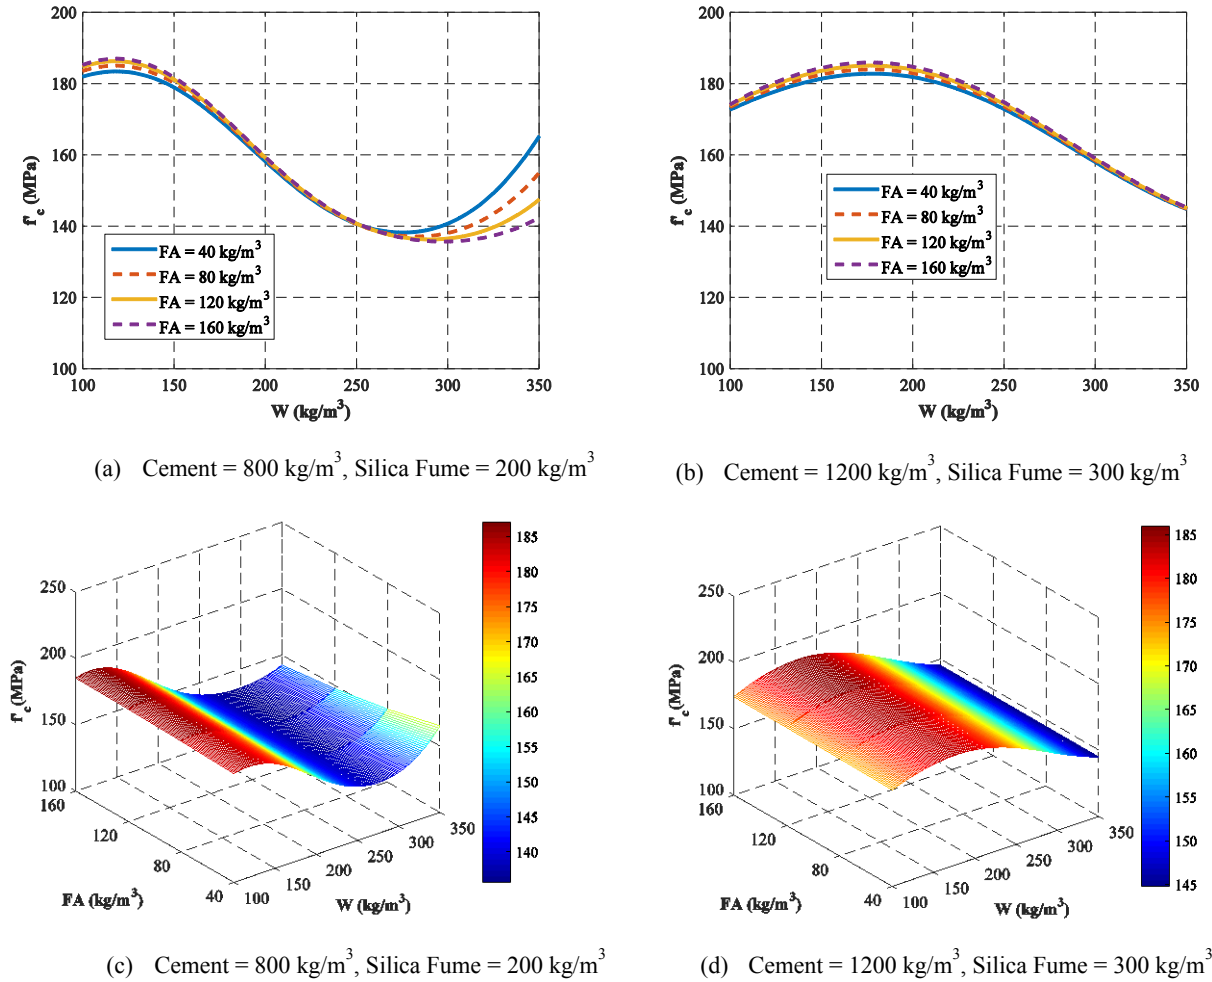 200
180
160
140
120
100
f'c (MPa)
FA = 40 kg/m³
FA = 80 kg/m³
FA = 120 kg/m³
FA = 160 kg/m³
100 150 200 250 300 350
W (kg/m³)
(a) Cement = 800 kg/m³, Silica Fume = 200 kg/m³
200
180
160
140
120
100
f'c (MPa)
FA = 40 kg/m³
FA = 80 kg/m³
FA = 120 kg/m³
FA = 160 kg/m³
100 150 200 250 300 350
W (kg/m³)
(b) Cement = 1200 kg/m³, Silica Fume = 300 kg/m³
250
200
150
100
f'c (MPa)
160
120
80
40
FA (kg/m³)
100 150 200 250 300 350
W (kg/m³)
185
180
175
170
165
160
155
150
145
140
(c) Cement = 800 kg/m³, Silica Fume = 200 kg/m³
250
200
150
100
f'c (MPa)
160
120
80
40
FA (kg/m³)
100 150 200 250 300 350
W (kg/m³)
185
180
175
170
165
160
155
150
145
(d) Cement = 1200 kg/m³, Silica Fume = 300 kg/m³